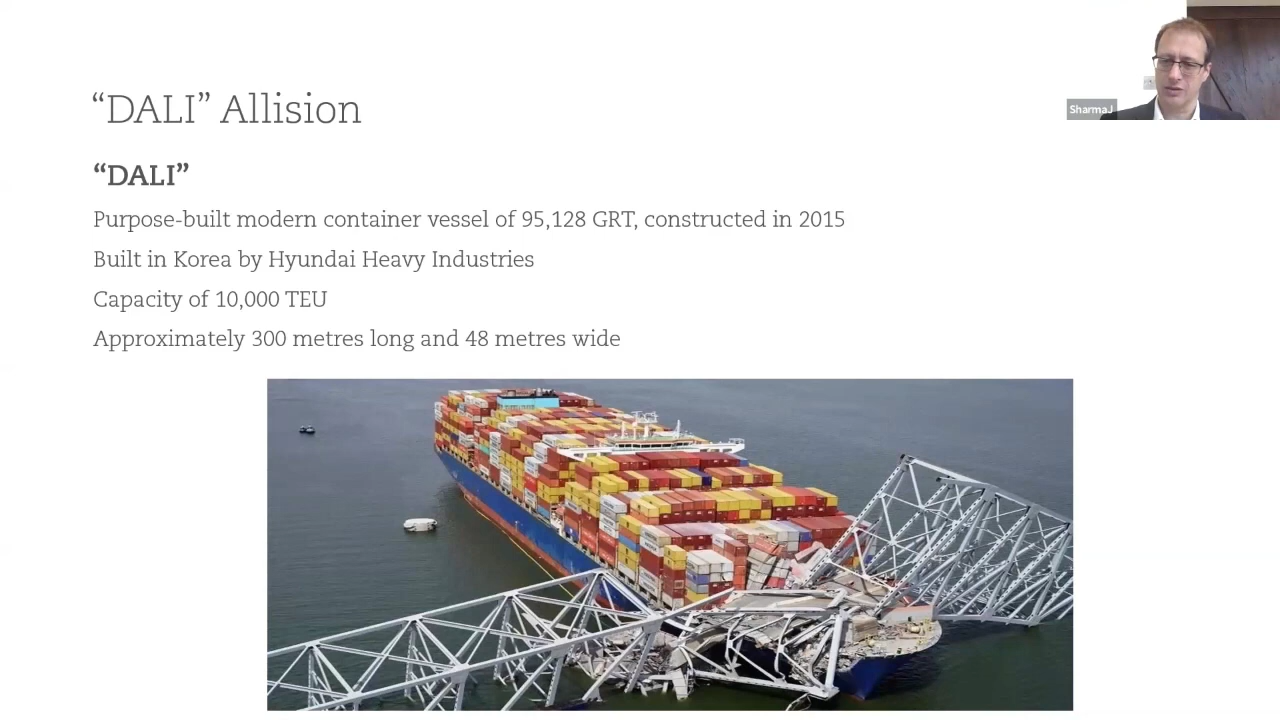 “DALI” Allision
SharmaJ
“DALI”
Purpose-built modern container vessel of 95,128 GRT, constructed in 2015
Built in Korea by Hyundai Heavy Industries
Capacity of 10,000 TEU
Approximately 300 metres long and 48 metres wide